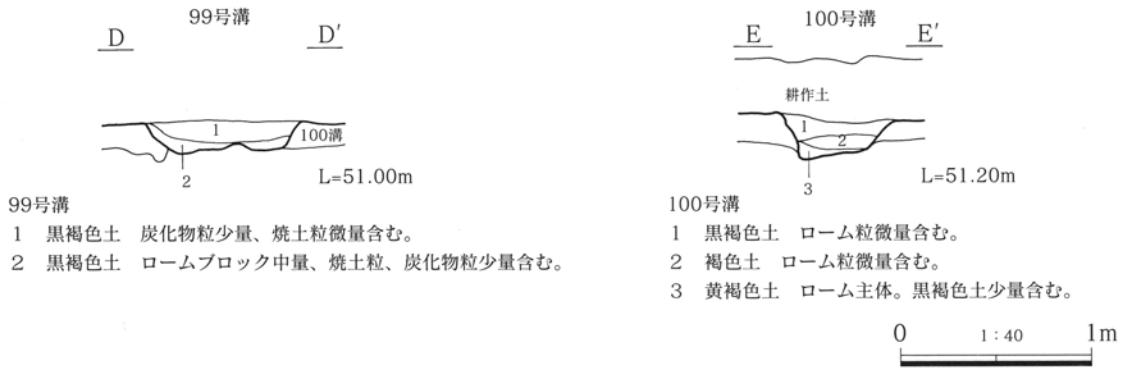 99号溝
D D′
1
100溝
2
L=51.00m
99号溝
1 黒褐色土 炭化物粒少量、焼土粒微量含む。
2 黒褐色土 ロームブロック中量、焼土粒、炭化物粒少量含む。
100号溝
E E′
耕作土
1
2
3
L=51.20m
100号溝
1 黒褐色土 ローム粒微量含む。
2 褐色土 ローム粒微量含む。
3 黄褐色土 ローム主体。黒褐色土少量含む。
0 1:40 1m